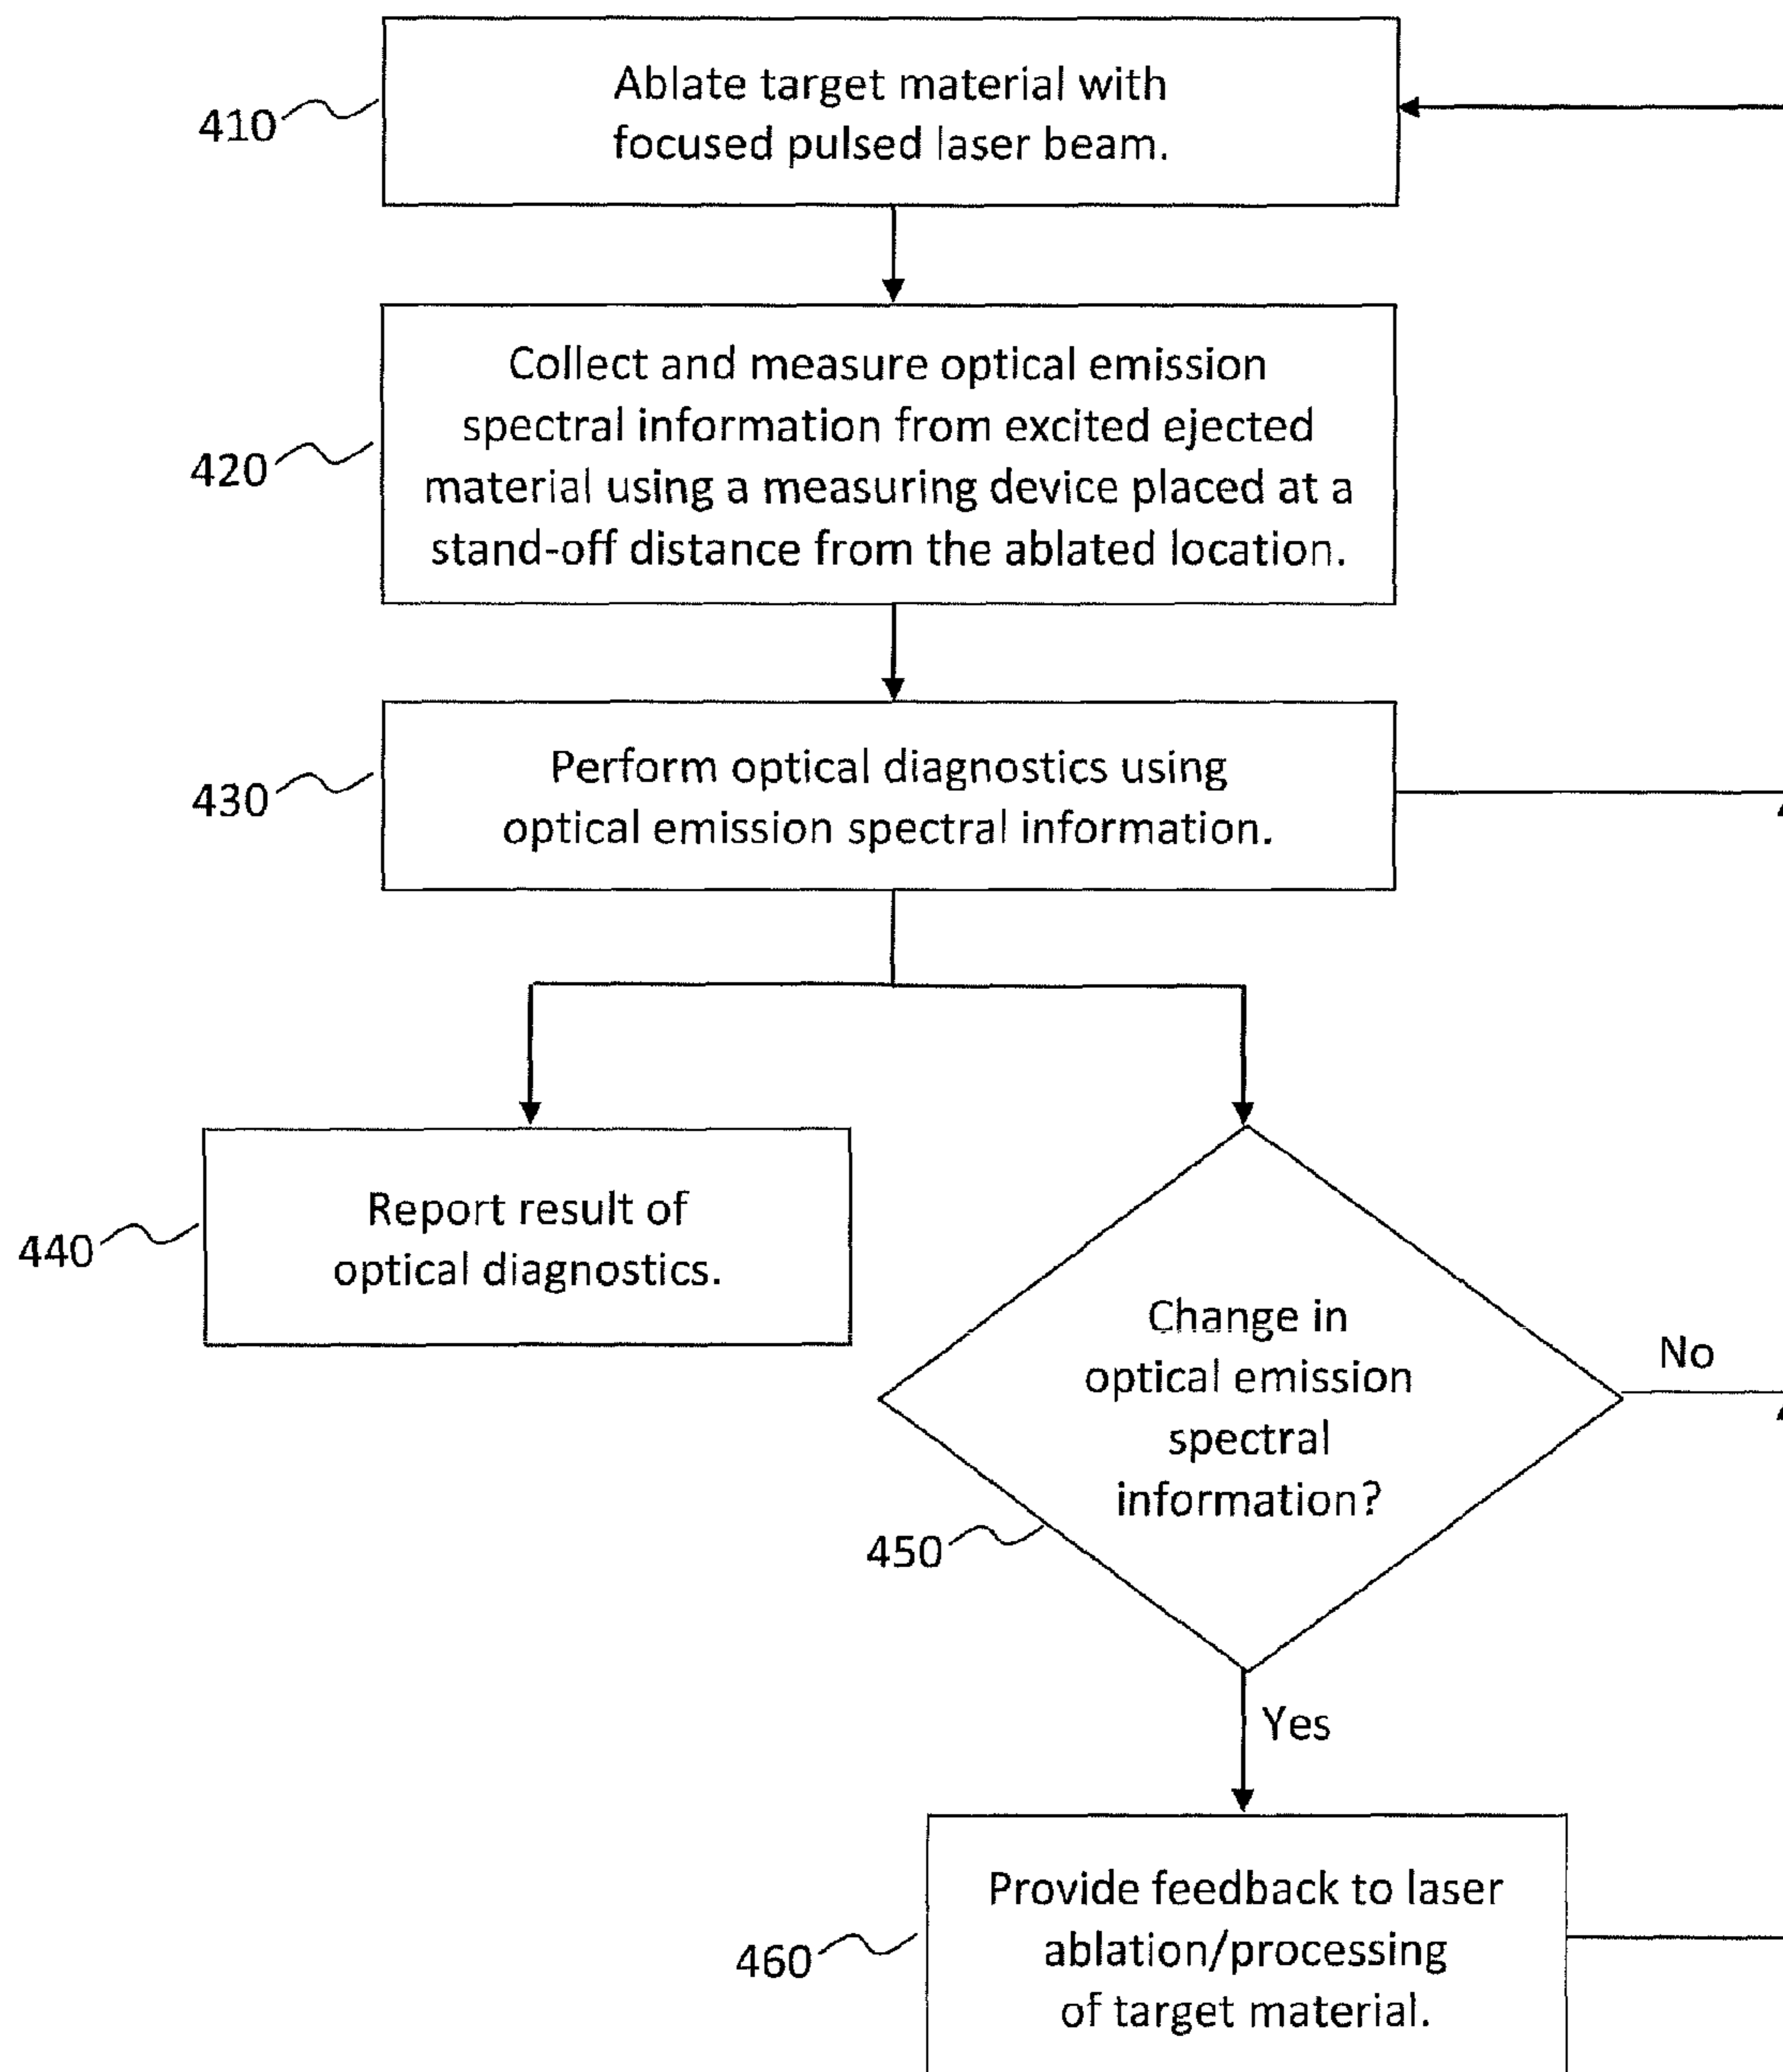 410
Ablate target material with
focused pulsed laser beam.
420
Collect and measure optical emission
spectral information from excited ejected
material using a measuring device placed at a
stand-off distance from the ablated location.
430
Perform optical diagnostics using
optical emission spectral information.
440
Report result of
optical diagnostics.
Change in
optical emission
spectral
information?
No
450
Yes
460
Provide feedback to laser
ablation/processing
of target material.